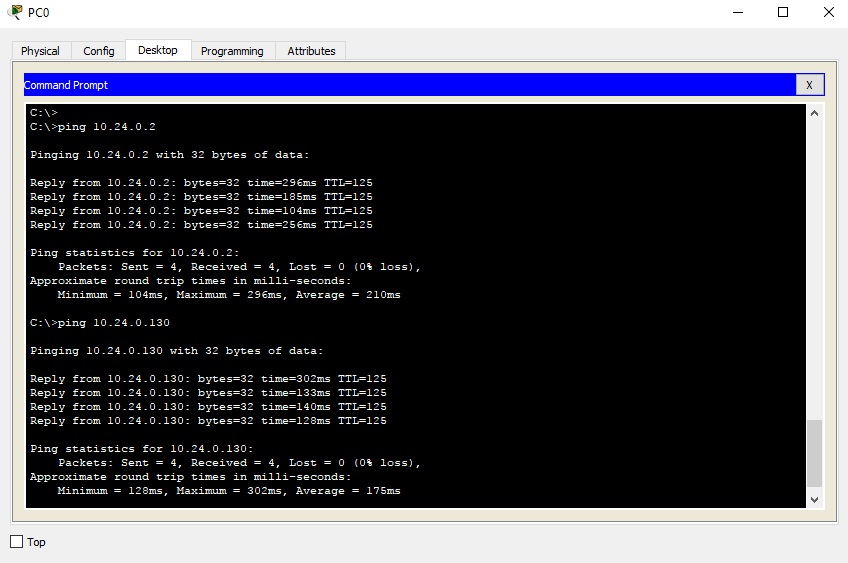 PC0
Physical Config Desktop Programming Attributes
Command Prompt
X
C:\>
C:\>ping 10.24.0.2
Pinging 10.24.0.2 with 32 bytes of data:
Reply from 10.24.0.2: bytes=32 time=296ms TTL=125
Reply from 10.24.0.2: bytes=32 time=185ms TTL=125
Reply from 10.24.0.2: bytes=32 time=104ms TTL=125
Reply from 10.24.0.2: bytes=32 time=256ms TTL=125
Ping statistics for 10.24.0.2:
    Packets: Sent = 4, Received = 4, Lost = 0 (0% loss),
Approximate round trip times in milli-seconds:
    Minimum = 104ms, Maximum = 296ms, Average = 210ms
C:\>ping 10.24.0.130
Pinging 10.24.0.130 with 32 bytes of data:
Reply from 10.24.0.130: bytes=32 time=302ms TTL=125
Reply from 10.24.0.130: bytes=32 time=133ms TTL=125
Reply from 10.24.0.130: bytes=32 time=140ms TTL=125
Reply from 10.24.0.130: bytes=32 time=128ms TTL=125
Ping statistics for 10.24.0.130:
    Packets: Sent = 4, Received = 4, Lost = 0 (0% loss),
Approximate round trip times in milli-seconds:
    Minimum = 128ms, Maximum = 302ms, Average = 175ms
Top